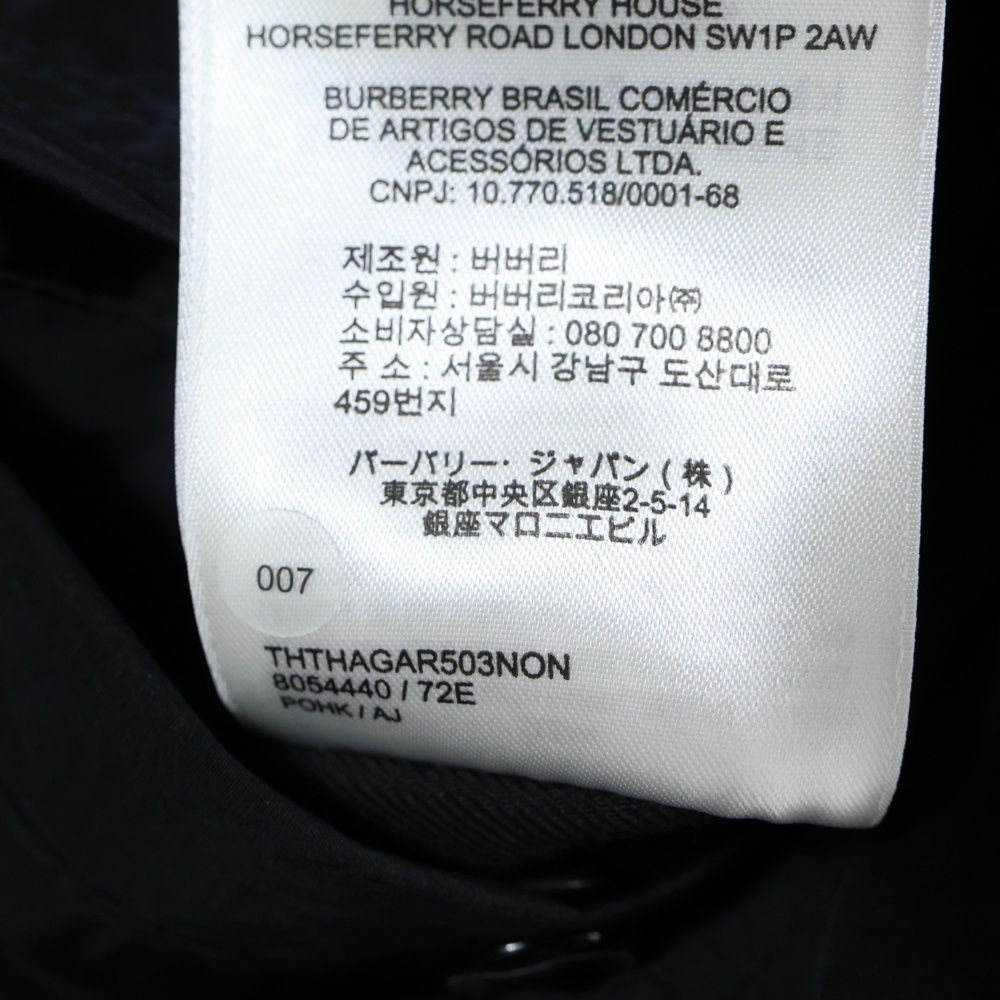 HORSEFERRY HOUSE
HORSEFERRY ROAD LONDON SW1P 2AW
BURBERRY BRASIL COMÉRCIO
DE ARTIGOS DE VESTUÁRIO E
ACESSÓRIOS LTDA.
CNPJ: 10.770.518/0001-68
제조원 : 버버리
수입원 : 버버리코리아㈜
소비자상담실 : 080 700 8800
주 소 : 서울시 강남구 도산대로
459번지
バーバリー・ジャパン (株)
東京都中央区銀座2-5-14
銀座マロニエビル
007
THTHAGAR503NON
8054440 / 72E
POHK / AJ